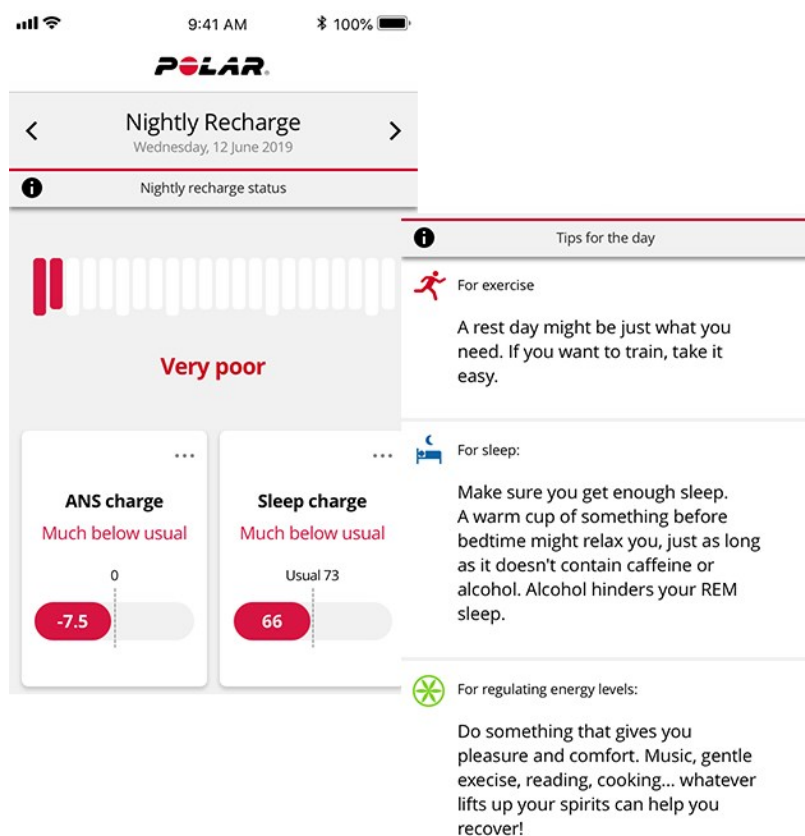 9:41 AM
100%
POLAR
Nightly Recharge
Wednesday, 12 June 2019
Nightly recharge status
Very poor
ANS charge
Much below usual
0
-7.5
Sleep charge
Much below usual
Usual 73
66
Tips for the day
For exercise
A rest day might be just what you
need. If you want to train, take it
easy.
For sleep:
Make sure you get enough sleep.
A warm cup of something before
bedtime might relax you, just as long
as it doesn't contain caffeine or
alcohol. Alcohol hinders your REM
sleep.
For regulating energy levels:
Do something that gives you
pleasure and comfort. Music, gentle
execise, reading, cooking... whatever
lifts up your spirits can help you
recover!